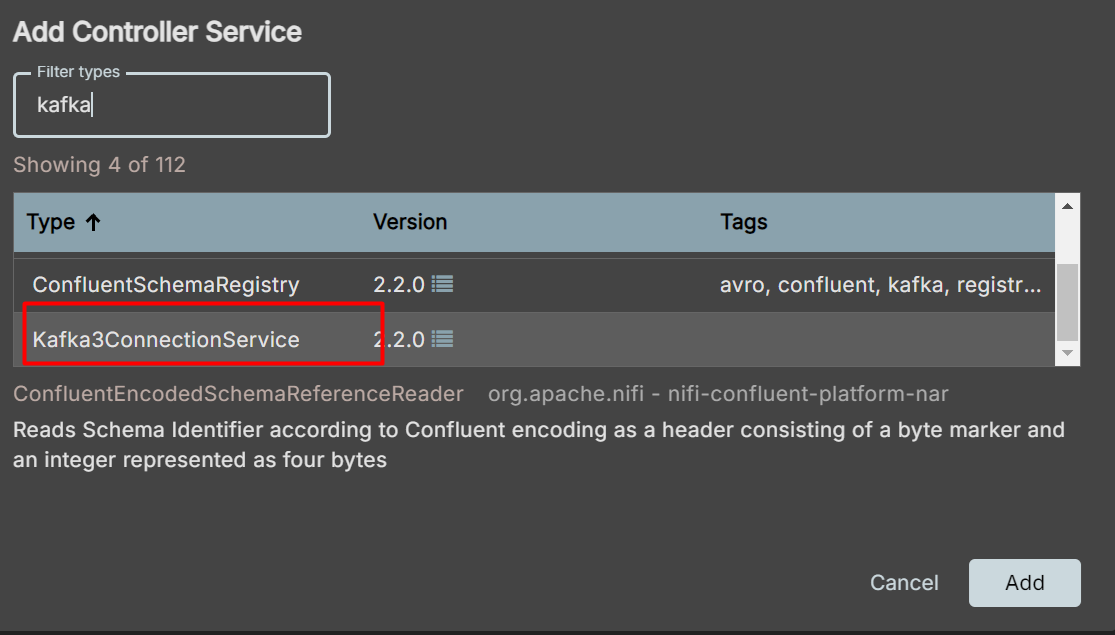 Add Controller Service
Filter types
kafka
Showing 4 of 112
Type Version Tags
ConfluentSchemaRegistry 2.2.0 avro, confluent, kafka, registr...
Kafka3ConnectionService 2.2.0
ConfluentEncodedSchemaReferenceReader org.apache.nifi - nifi-confluent-platform-nar
Reads Schema Identifier according to Confluent encoding as a header consisting of a byte marker and
an integer represented as four bytes
Cancel Add